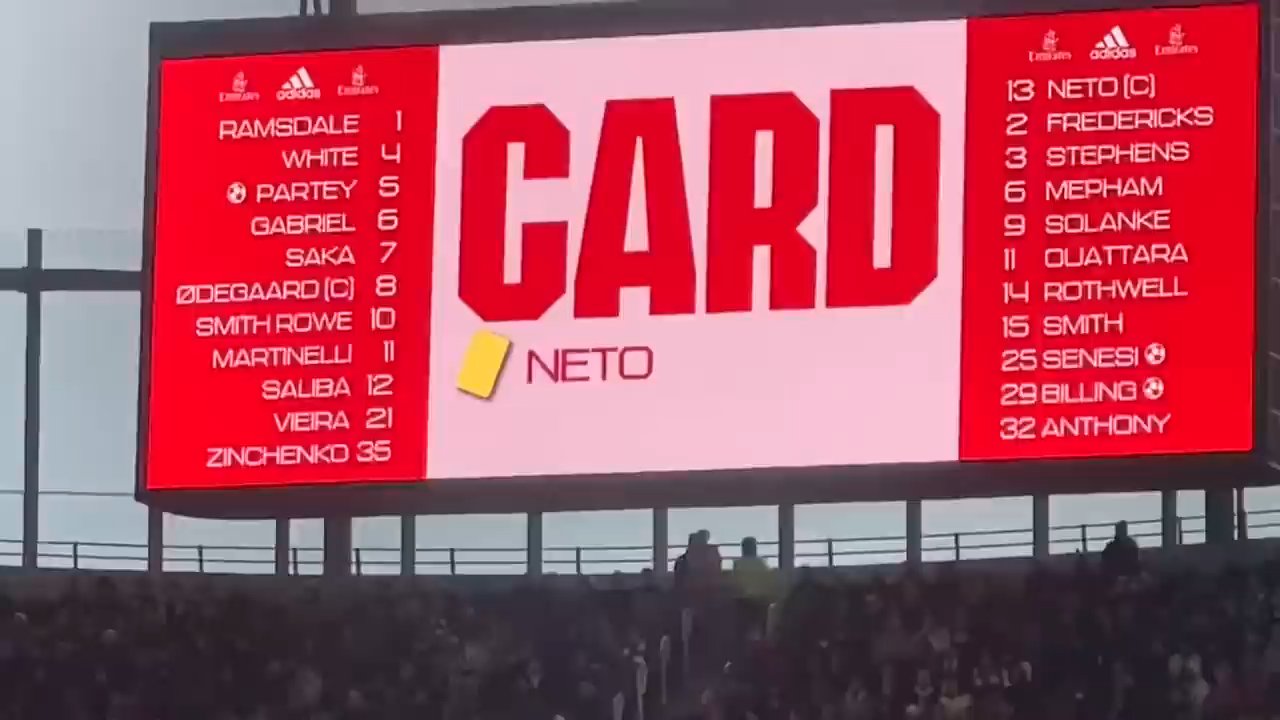 Emirates adidas Emirates
RAMSDALE 1
WHITE 4
PARTEY 5
GABRIEL 6
SAKA 7
ØDEGAARD (C) 8
SMITH ROWE 10
MARTINELLI 11
SALIBA 12
VIEIRA 21
ZINCHENKO 35
CARD
NETO
Emirates adidas Emirates
13 NETO (C)
2 FREDERICKS
3 STEPHENS
6 MEPHAM
9 SOLANKE
11 OUATTARA
14 ROTHWELL
15 SMITH
25 SENESI
29 BILLING
32 ANTHONY